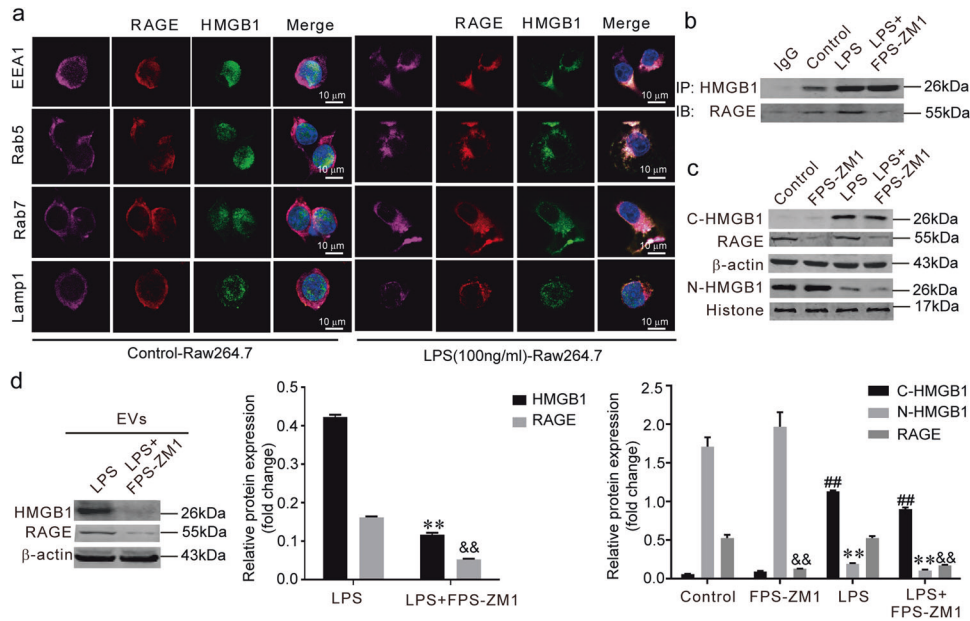 a
RAGE HMGB1 Merge RAGE HMGB1 Merge
EEA1
10 μm 10 μm
Rab5
10 μm 10 μm
Rab7
10 μm 10 μm
Lamp1
10 μm 10 μm
Control-Raw264.7 LPS(100ng/ml)-Raw264.7
b
IgG Control LPS LPS+ FPS-ZM1
IP: HMGB1 26kDa
IB: RAGE 55kDa
c
Control FPS-ZM1 LPS LPS+ FPS-ZM1
C-HMGB1 26kDa
RAGE 55kDa
β-actin 43kDa
N-HMGB1 26kDa
Histone 17kDa
d
EVs
LPS LPS+ FPS-ZM1
HMGB1 26kDa
RAGE 55kDa
β-actin 43kDa
Relative protein expression
(fold change)
0.5
0.4
0.3
0.2
0.1
0.0
HMGB1
RAGE
**
&&
LPS LPS+FPS-ZM1
Relative protein expression
(fold change)
2.5
2.0
1.5
1.0
0.5
0.0
C-HMGB1
N-HMGB1
RAGE
&& ## ** ## ** &&
Control FPS-ZM1 LPS LPS+
FPS-ZM1